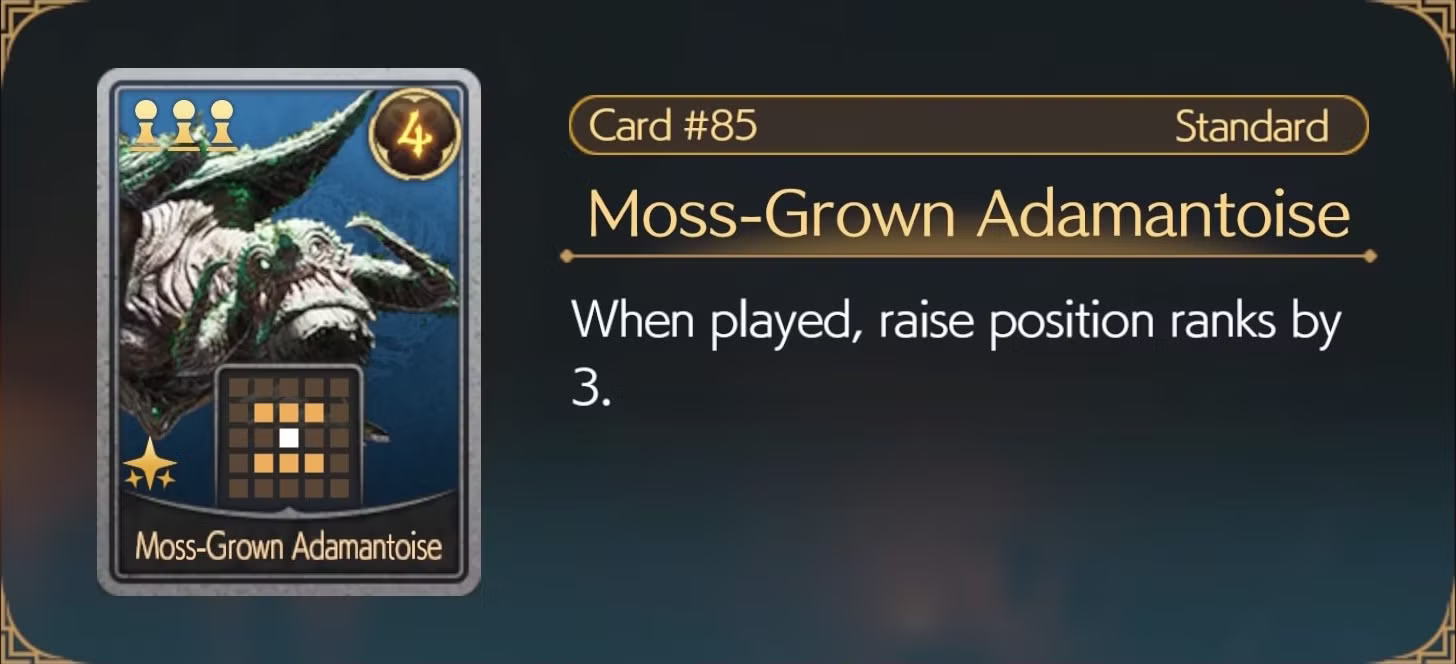 4
Moss-Grown Adamantoise
Card #85 Standard
Moss-Grown Adamantoise
When played, raise position ranks by
3.